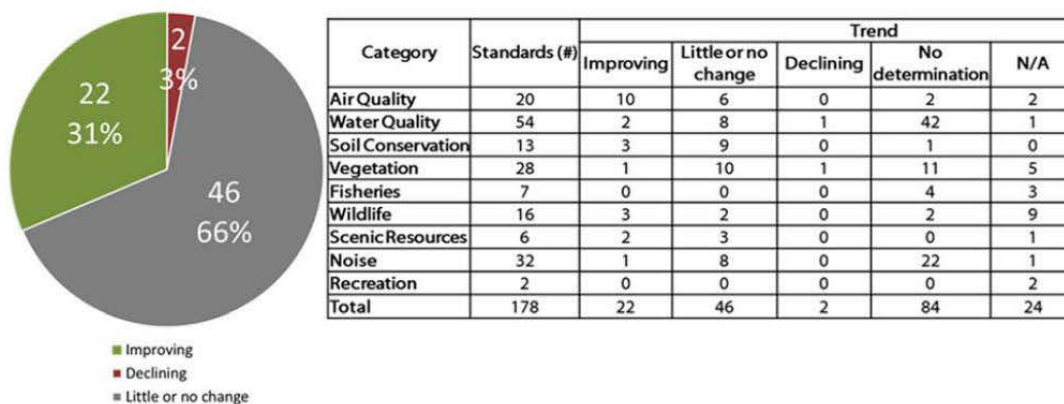 2
3%
22
31%
46
66%
Improving
Declining
Little or no change
Category Standards (#) Trend
Improving Little or no change Declining No determination N/A
Air Quality 20 10 6 0 2 2
Water Quality 54 2 8 1 42 1
Soil Conservation 13 3 9 0 1 0
Vegetation 28 1 10 1 11 5
Fisheries 7 0 0 0 4 3
Wildlife 16 3 2 0 2 9
Scenic Resources 6 2 3 0 0 1
Noise 32 1 8 0 22 1
Recreation 2 0 0 0 0 2
Total 178 22 46 2 84 24